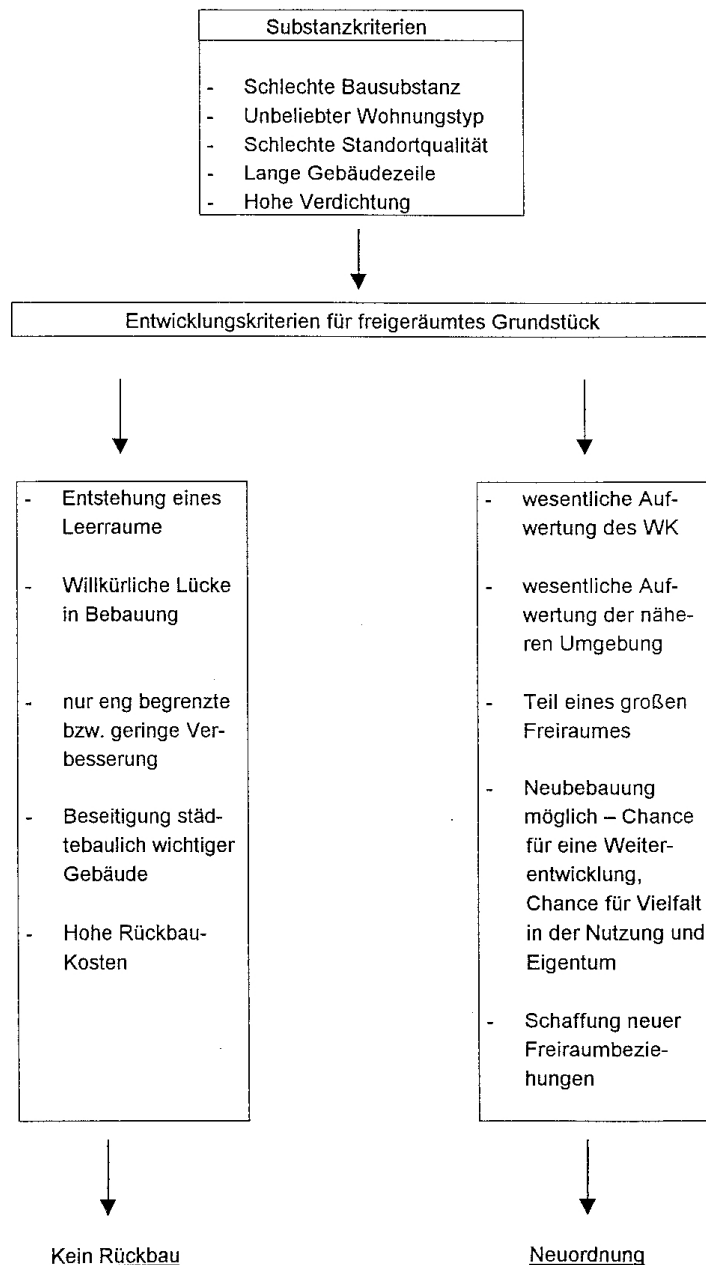 Substanzkriterien
- Schlechte Bausubstanz
- Unbeliebter Wohnungstyp
- Schlechte Standortqualität
- Lange Gebäudezeile
- Hohe Verdichtung
Entwicklungskriterien für freigeräumtes Grundstück
- Entstehung eines
Leerraume
- Willkürliche Lücke
in Bebauung
- nur eng begrenzte
bzw. geringe Ver-
besserung
- Beseitigung städ-
tebaulich wichtiger
Gebäude
- Hohe Rückbau-
Kosten
- wesentliche Auf-
wertung des WK
- wesentliche Auf-
wertung der nähe-
ren Umgebung
- Teil eines großen
Freiraumes
- Neubebauung
möglich – Chance
für eine Weiter-
entwicklung,
Chance für Vielfalt
in der Nutzung und
Eigentum
- Schaffung neuer
Freiraumbezie-
hungen
Kein Rückbau
Neuordnung